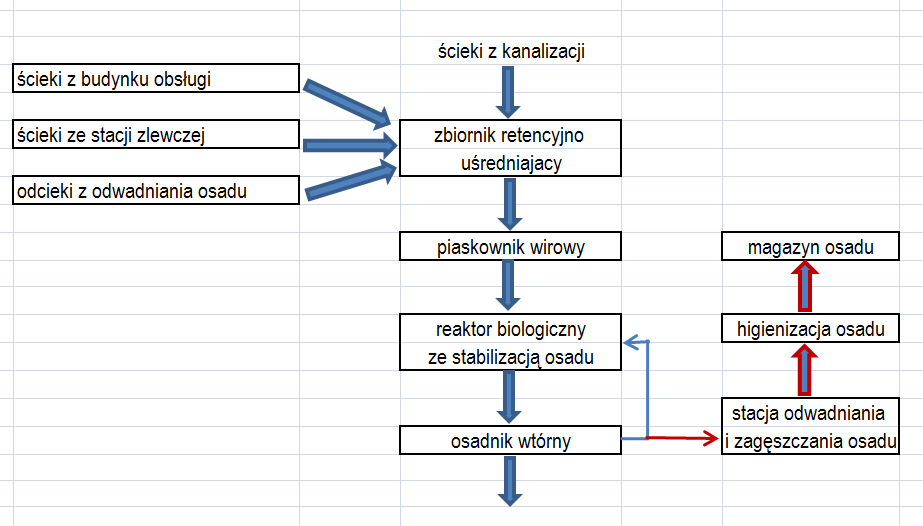 ścieki z kanalizacji
ścieki z budynku obsługi
ścieki ze stacji zlewczej
odcieki z odwadniania osadu
zbiornik retencyjno
uśredniajacy
piaskownik wirowy
reaktor biologiczny
ze stabilizacją osadu
osadnik wtórny
magazyn osadu
higienizacja osadu
stacja odwadniania
i zagęszczania osadu